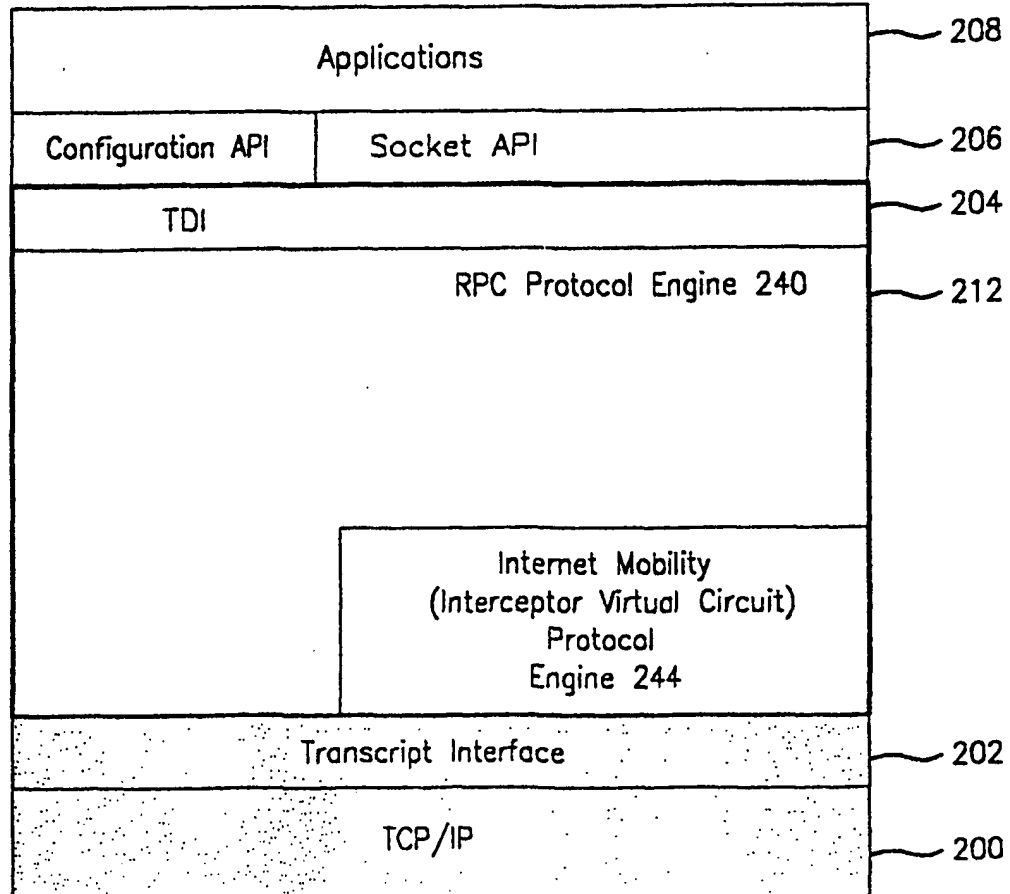 Applications
208
Configuration API
Socket API
206
TDI
204
RPC Protocol Engine 240
212
Internet Mobility
(Interceptor Virtual Circuit)
Protocol
Engine 244
Transcript Interface
202
TCP/IP
200